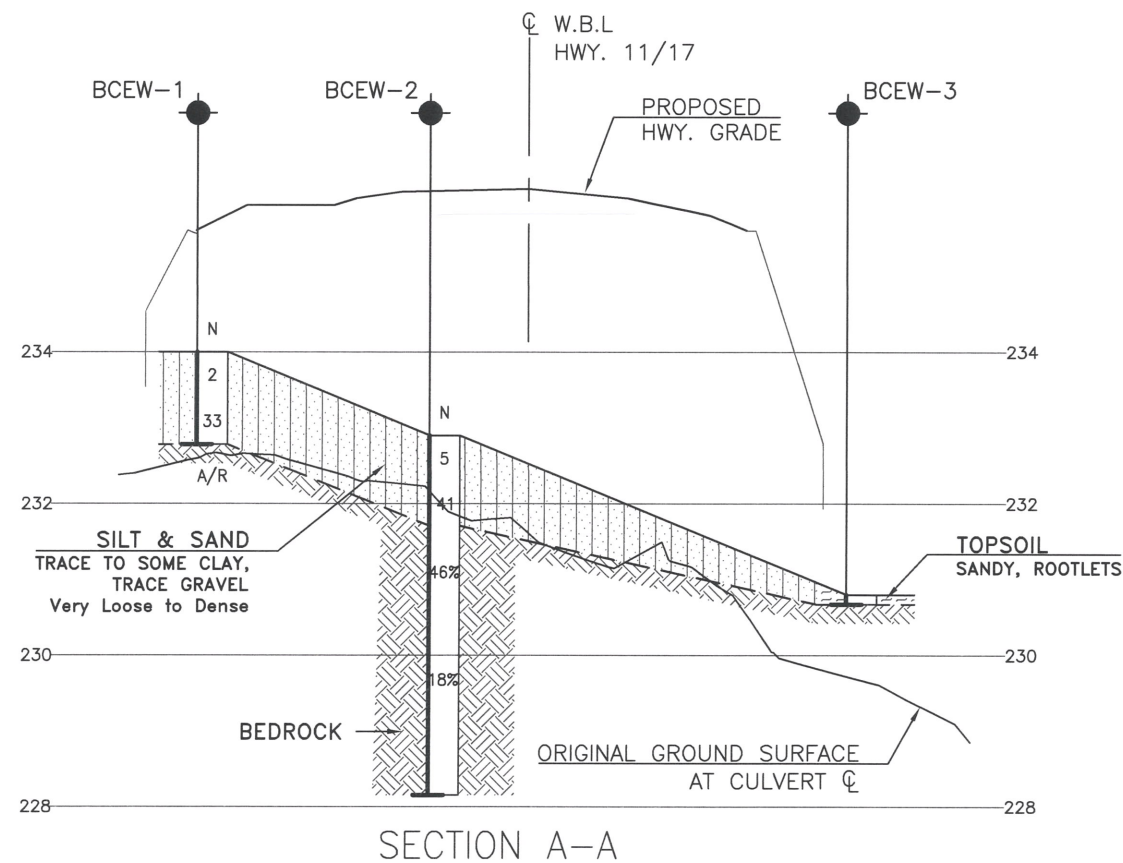 ℄ W.B.L
HWY. 11/17
BCEW-1
BCEW-2
BCEW-3
PROPOSED
HWY. GRADE
N
234
234
2
33
N
5
A/R
232
41
232
SILT & SAND
TRACE TO SOME CLAY,
TRACE GRAVEL
Very Loose to Dense
TOPSOIL
SANDY, ROOTLETS
46%
230
230
18%
BEDROCK
ORIGINAL GROUND SURFACE
AT CULVERT ℄
228
228
SECTION A-A